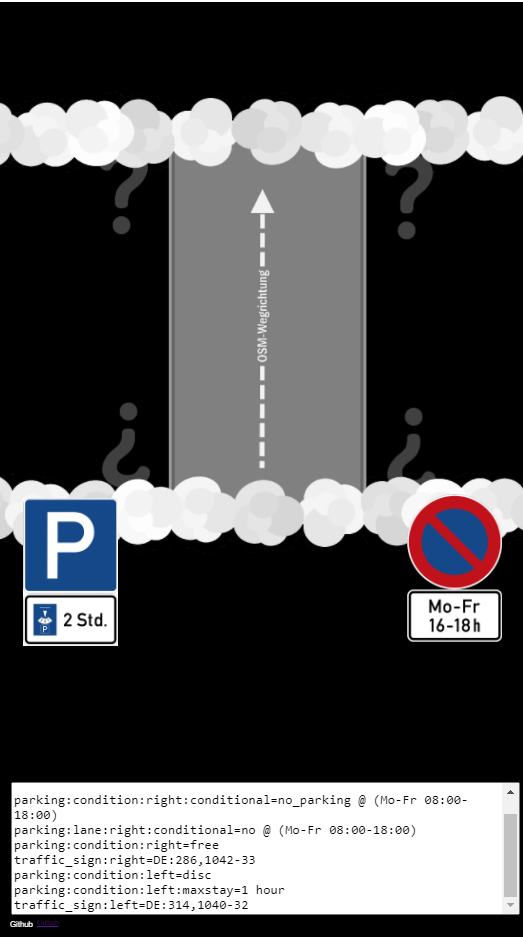 ?
?
OSM-Wegrichtung
P
P
2 Std.
Mo-Fr
16-18 h
parking:condition:right:conditional=no_parking @ (Mo-Fr 08:00-
18:00)
parking:lane:right:conditional=no @ (Mo-Fr 08:00-18:00)
parking:condition:right=free
traffic_sign:right=DE:286,1042-33
parking:condition:left=disc
parking:condition:left:maxstay=1 hour
traffic_sign:left=DE:314,1040-32
Github